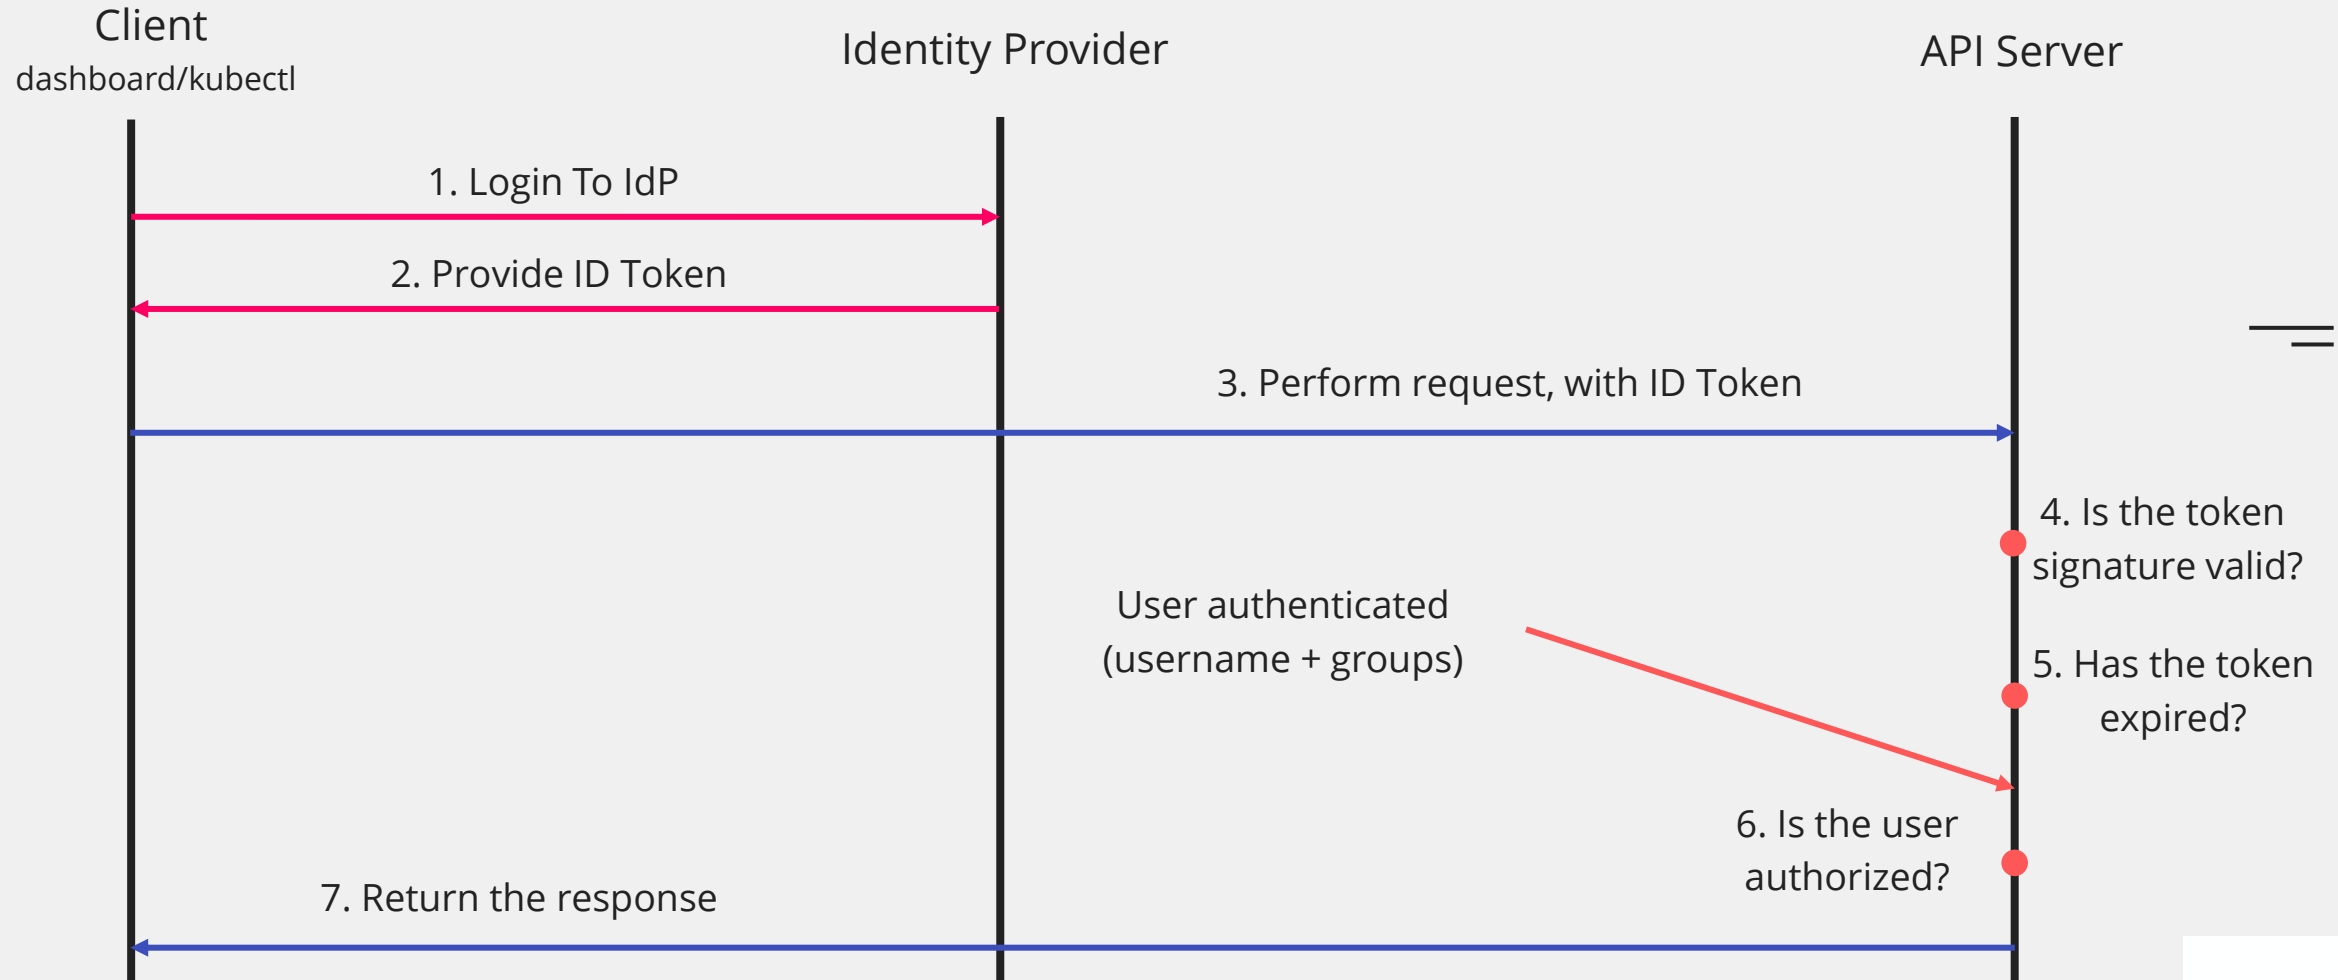 Client
dashboard/kubectl
Identity Provider
API Server
1. Login To IdP
2. Provide ID Token
3. Perform request, with ID Token
4. Is the token
signature valid?
User authenticated
(username + groups)
5. Has the token
expired?
6. Is the user
authorized?
7. Return the response